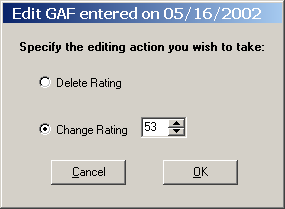 Edit GAF entered on 05/16/2002
Specify the editing action you wish to take:
Delete Rating
Change Rating 53
Cancel OK